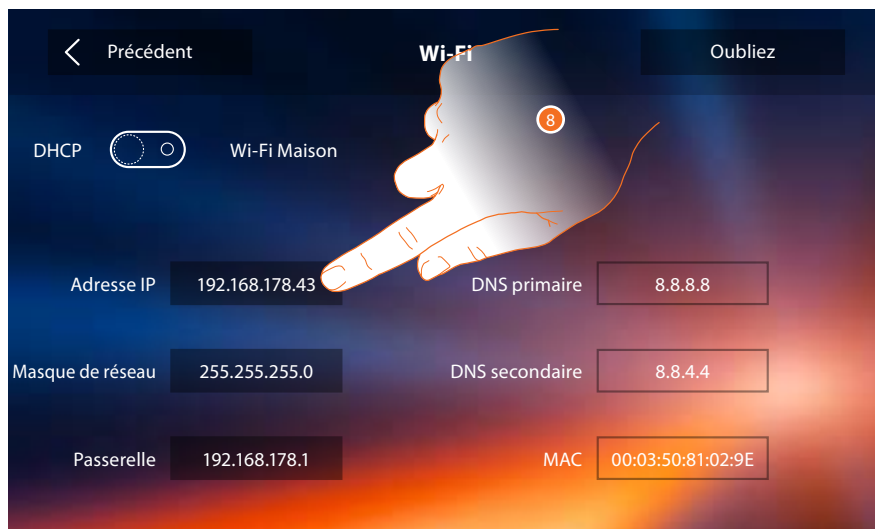 Précédent
Wi-Fi
Oubliez
8
DHCP
Wi-Fi Maison
Adresse IP
192.168.178.43
DNS primaire
8.8.8.8
Masque de réseau
255.255.255.0
DNS secondaire
8.8.4.4
Passerelle
192.168.178.1
MAC
00:03:50:81:02:9E